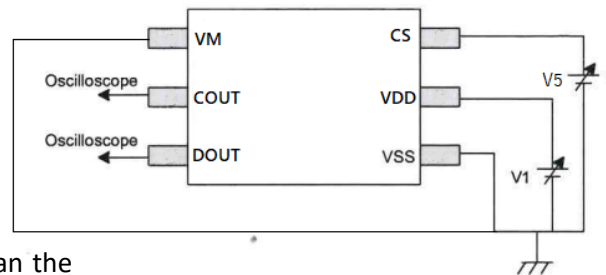 VM
CS
Oscilloscope
COUT
VDD
V5
Oscilloscope
DOUT
VSS
V1
an the